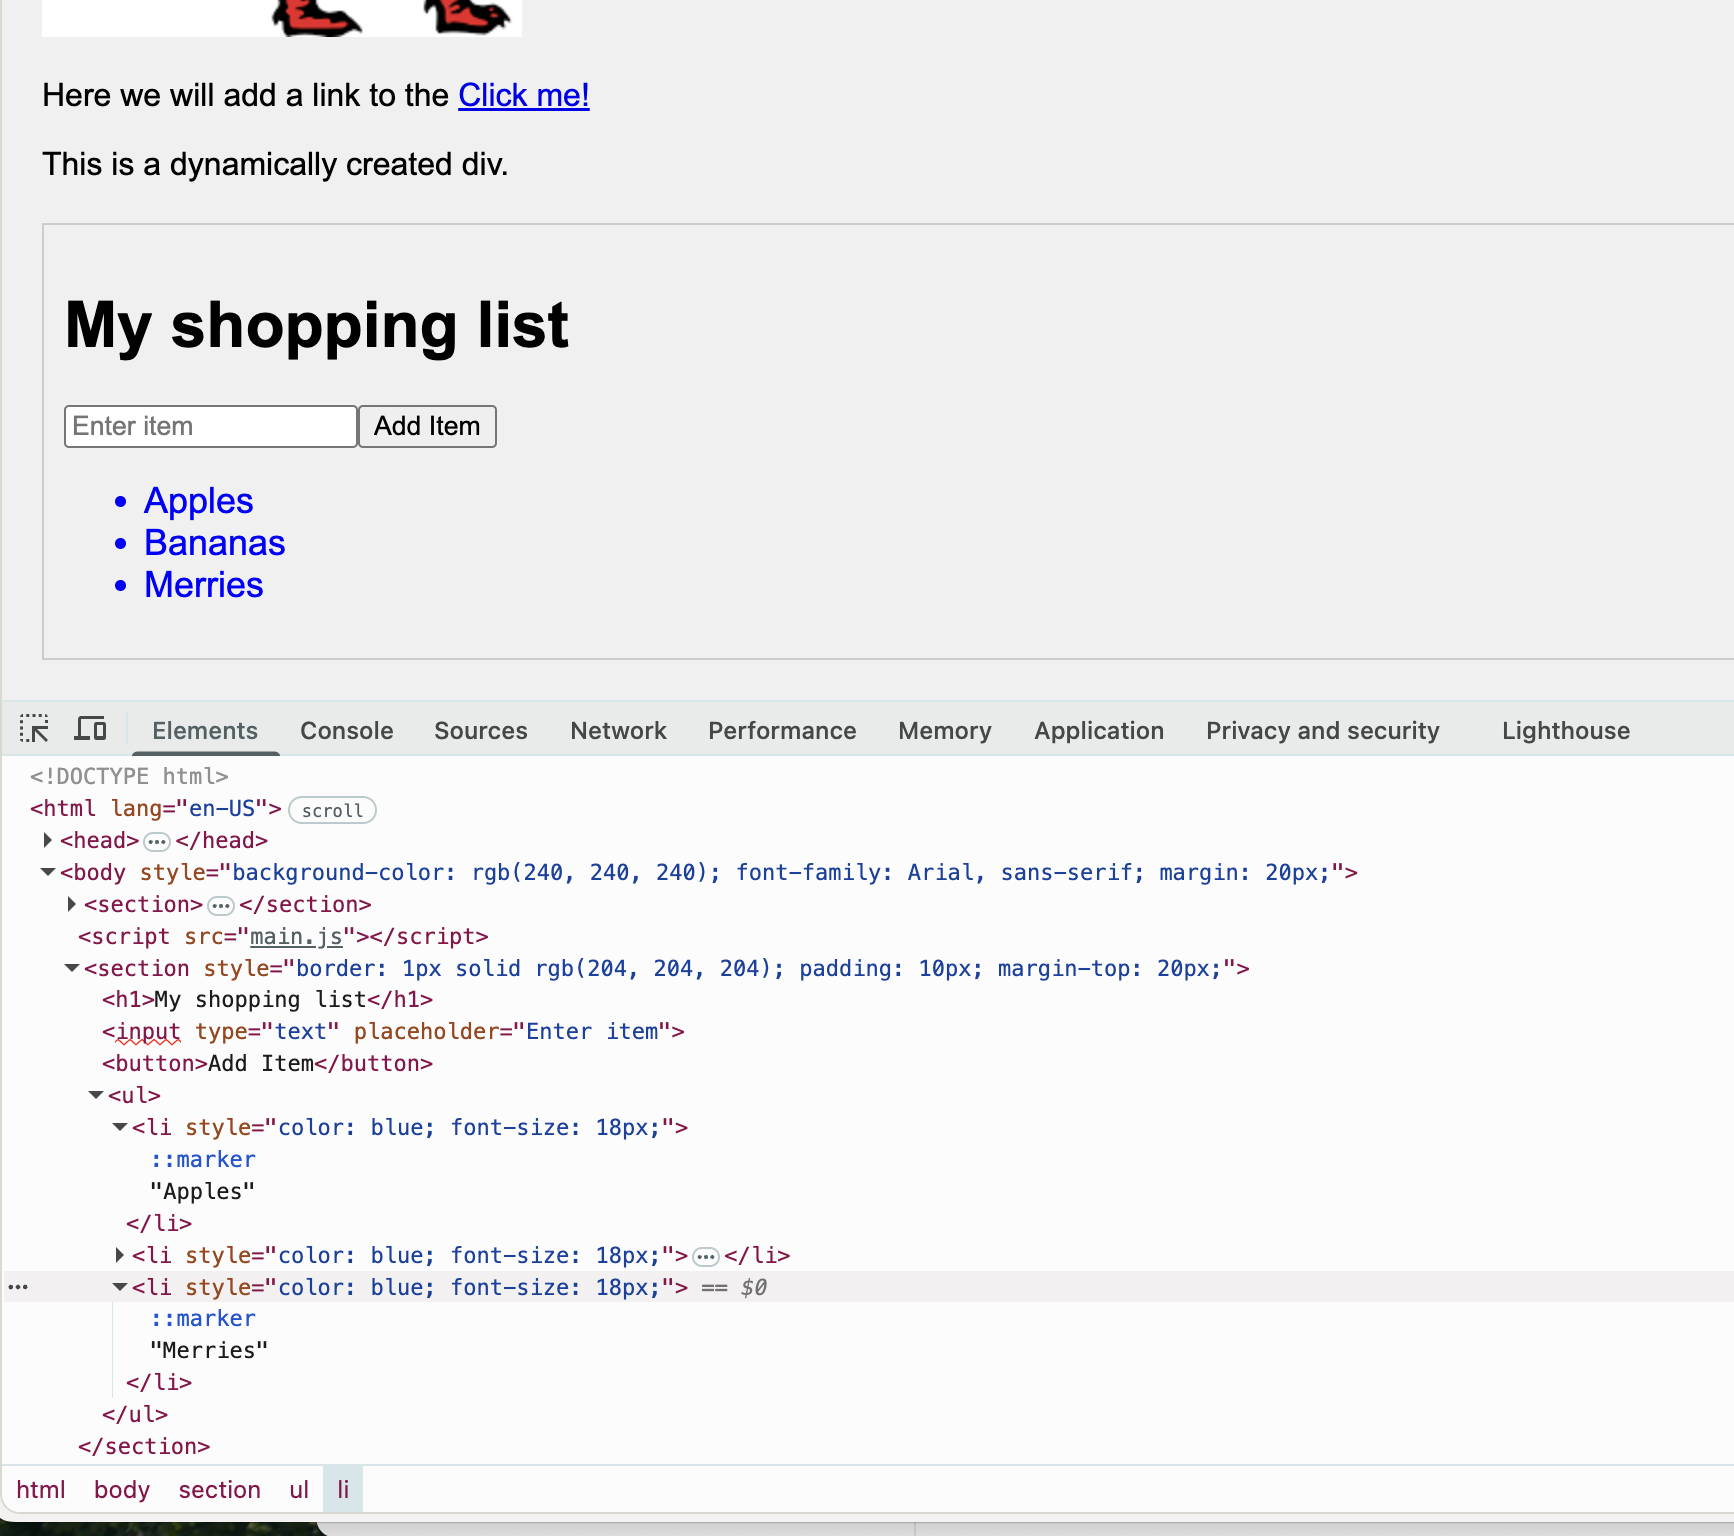 Here we will add a link to the Click me!
This is a dynamically created div.
My shopping list
Enter item Add Item
• Apples
• Bananas
• Merries
Elements Console Sources Network Performance Memory Application Privacy and security Lighthouse
<!DOCTYPE html>
<html lang="en-US"> scroll
<head>…</head>
<body style="background-color: rgb(240, 240, 240); font-family: Arial, sans-serif; margin: 20px;">
<section>…</section>
<script src="main.js"></script>
<section style="border: 1px solid rgb(204, 204, 204); padding: 10px; margin-top: 20px;">
<h1>My shopping list</h1>
<input type="text" placeholder="Enter item">
<button>Add Item</button>
<ul>
<li style="color: blue; font-size: 18px;">
::marker
"Apples"
</li>
<li style="color: blue; font-size: 18px;">…</li>
<li style="color: blue; font-size: 18px;"> == $0
::marker
"Merries"
</li>
</ul>
</section>
html body section ul li